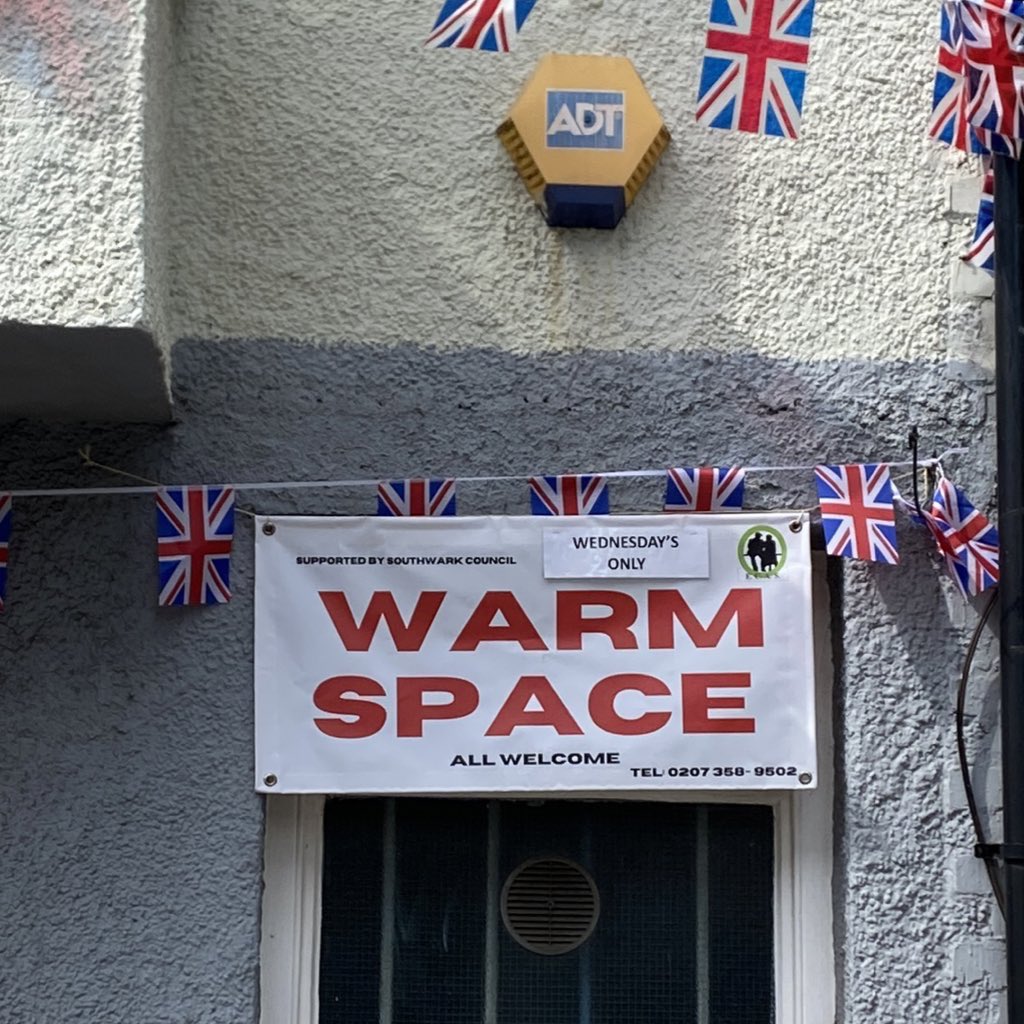 ADT
SUPPORTED BY SOUTHWARK COUNCIL
WEDNESDAY'S
ONLY
WARM
SPACE
ALL WELCOME
TEL: 0207 358- 9502